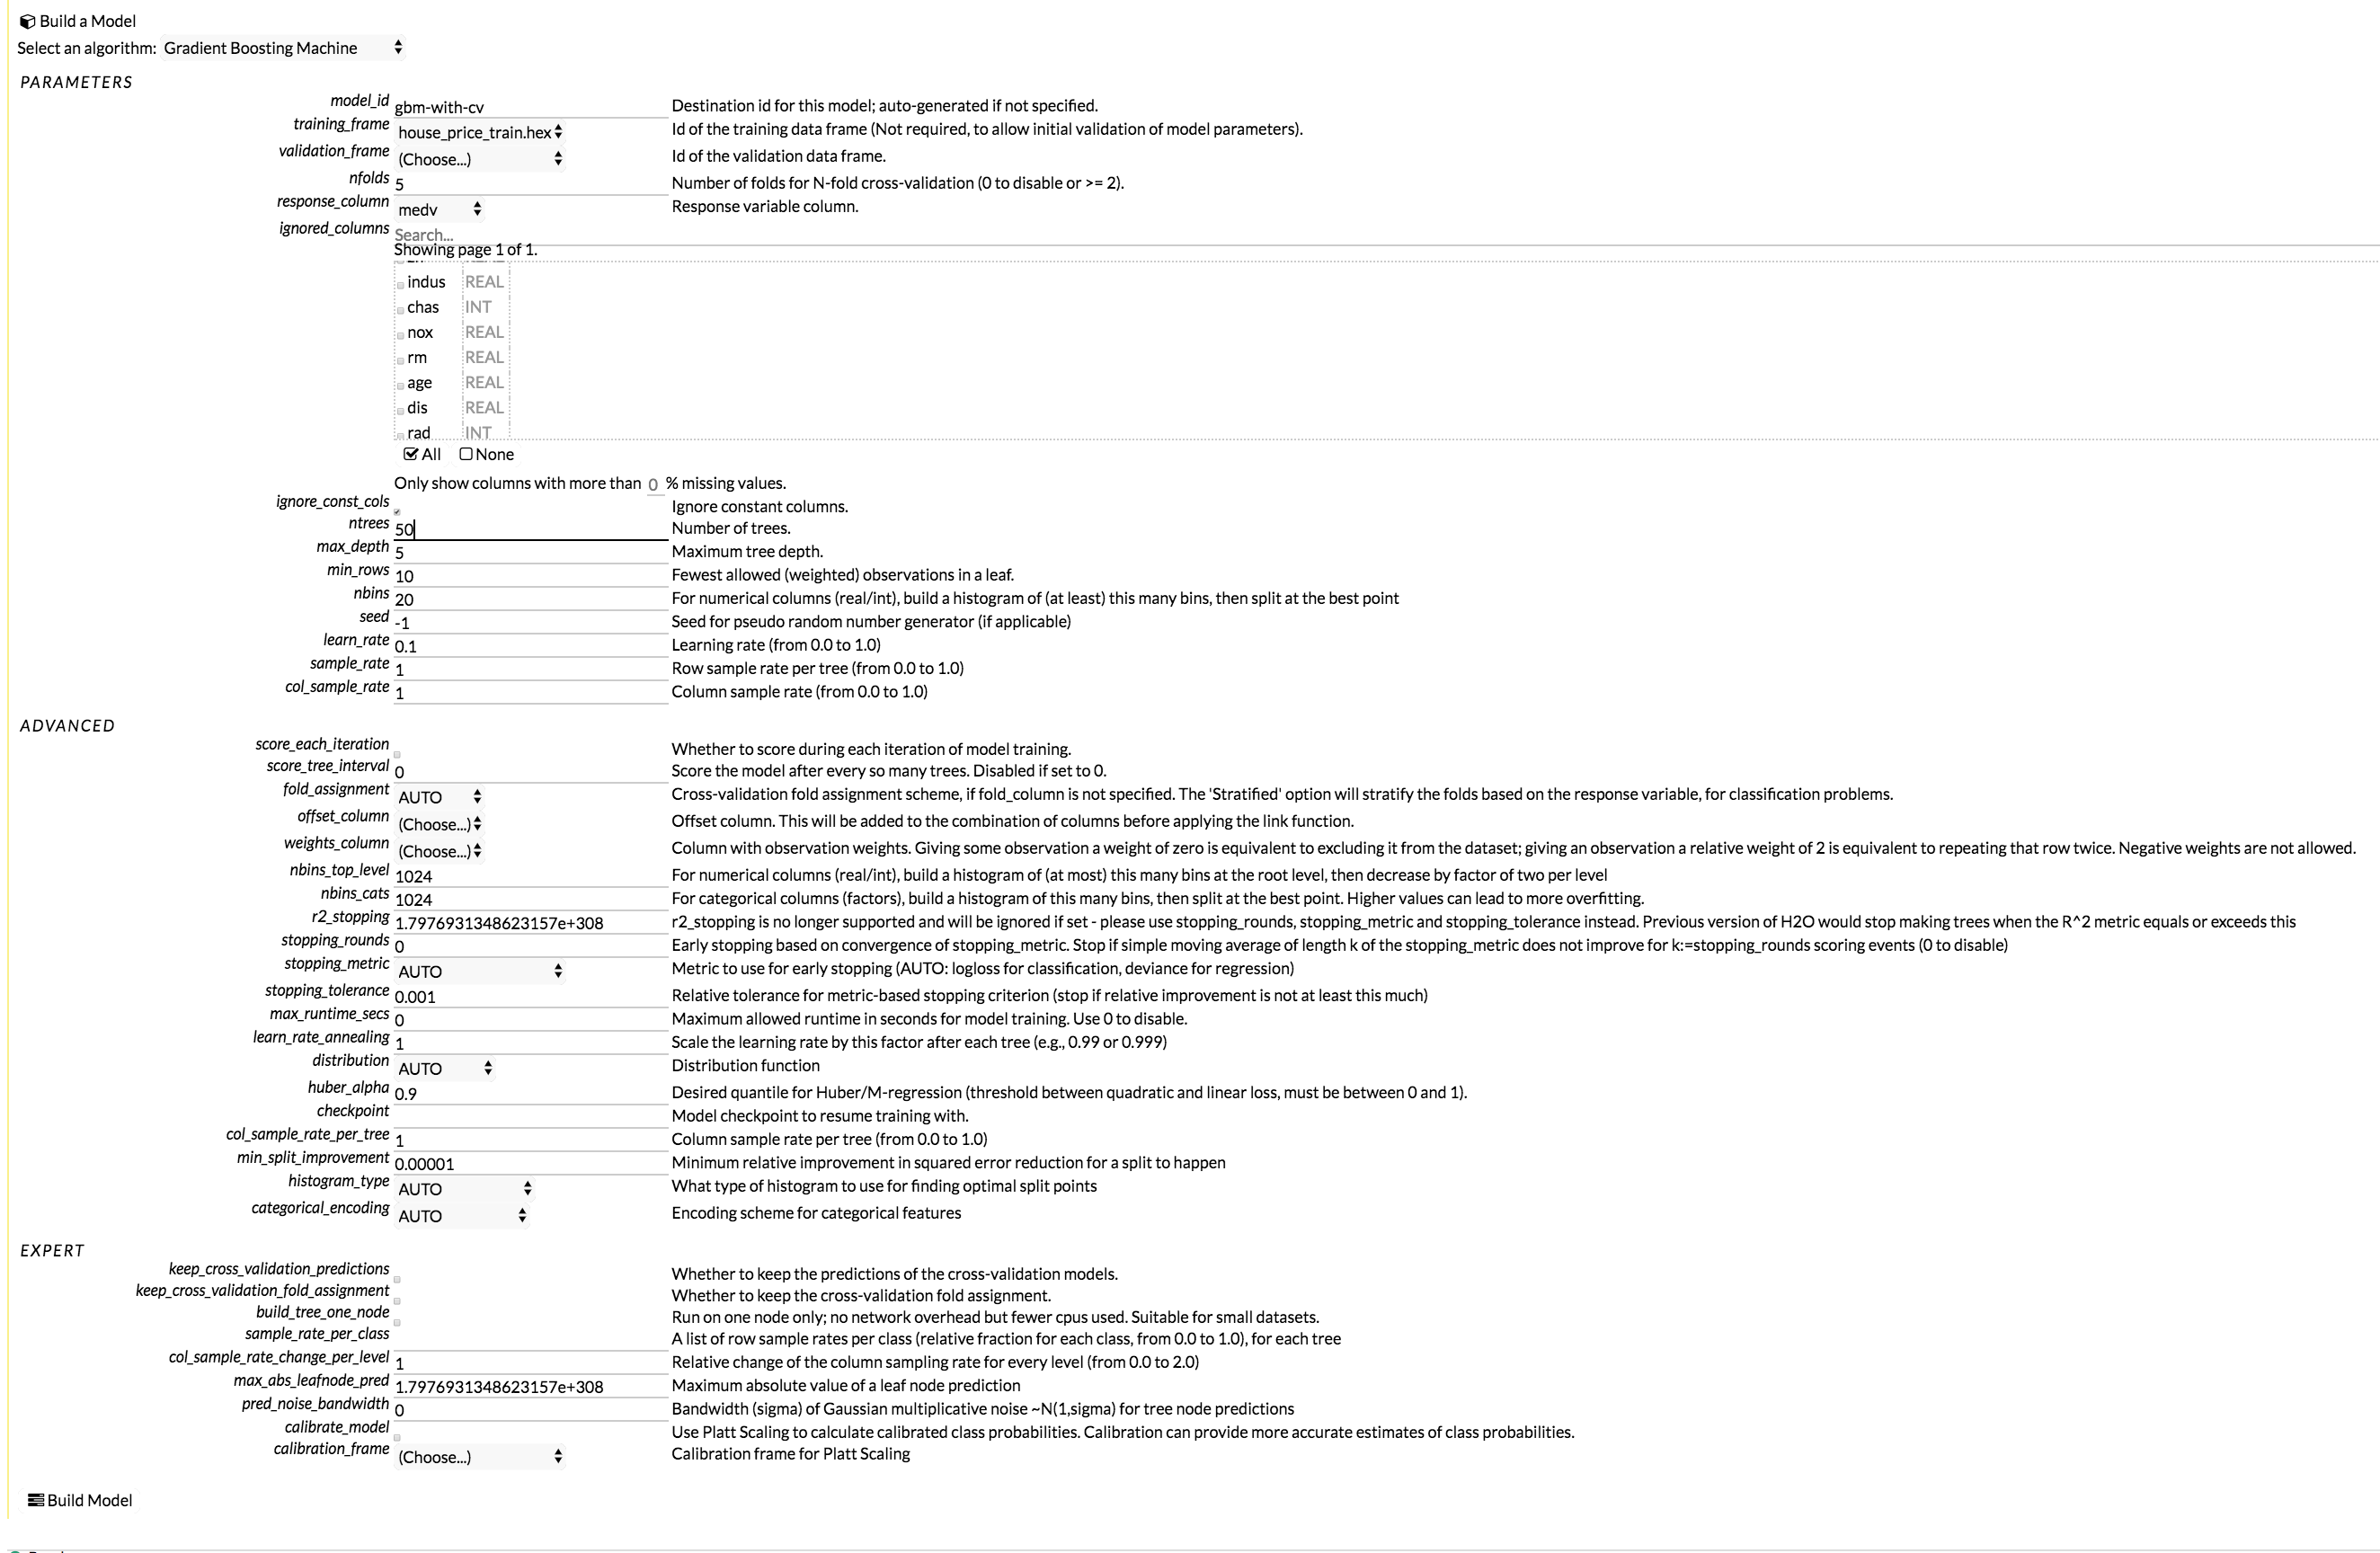 Build a Model
Select an algorithm: Gradient Boosting Machine
PARAMETERS
model_id gbm-with-cv Destination id for this model; auto-generated if not specified.
training_frame house_price_train.hex Id of the training data frame (Not required, to allow initial validation of model parameters).
validation_frame (Choose...) Id of the validation data frame.
nfolds 5 Number of folds for N-fold cross-validation (0 to disable or >= 2).
response_column medv Response variable column.
ignored_columns Search...
Showing page 1 of 1.
indus REAL
chas INT
nox REAL
rm REAL
age REAL
dis REAL
rad INT
All None
Only show columns with more than 0 % missing values.
ignore_const_cols Ignore constant columns.
ntrees 50 Number of trees.
max_depth 5 Maximum tree depth.
min_rows 10 Fewest allowed (weighted) observations in a leaf.
nbins 20 For numerical columns (real/int), build a histogram of (at least) this many bins, then split at the best point
seed -1 Seed for pseudo random number generator (if applicable)
learn_rate 0.1 Learning rate (from 0.0 to 1.0)
sample_rate 1 Row sample rate per tree (from 0.0 to 1.0)
col_sample_rate 1 Column sample rate (from 0.0 to 1.0)
ADVANCED
score_each_iteration Whether to score during each iteration of model training.
score_tree_interval 0 Score the model after every so many trees. Disabled if set to 0.
fold_assignment AUTO Cross-validation fold assignment scheme, if fold_column is not specified. The 'Stratified' option will stratify the folds based on the response variable, for classification problems.
offset_column (Choose...) Offset column. This will be added to the combination of columns before applying the link function.
weights_column (Choose...) Column with observation weights. Giving some observation a weight of zero is equivalent to excluding it from the dataset; giving an observation a relative weight of 2 is equivalent to repeating that row twice. Negative weights are not allowed.
nbins_top_level 1024 For numerical columns (real/int), build a histogram of (at most) this many bins at the root level, then decrease by factor of two per level
nbins_cats 1024 For categorical columns (factors), build a histogram of this many bins, then split at the best point. Higher values can lead to more overfitting.
r2_stopping 1.7976931348623157e+308 r2_stopping is no longer supported and will be ignored if set - please use stopping_rounds, stopping_metric and stopping_tolerance instead. Previous version of H2O would stop making trees when the R^2 metric equals or exceeds this
stopping_rounds 0 Early stopping based on convergence of stopping_metric. Stop if simple moving average of length k of the stopping_metric does not improve for k:=stopping_rounds scoring events (0 to disable)
stopping_metric AUTO Metric to use for early stopping (AUTO: logloss for classification, deviance for regression)
stopping_tolerance 0.001 Relative tolerance for metric-based stopping criterion (stop if relative improvement is not at least this much)
max_runtime_secs 0 Maximum allowed runtime in seconds for model training. Use 0 to disable.
learn_rate_annealing 1 Scale the learning rate by this factor after each tree (e.g., 0.99 or 0.999)
distribution AUTO Distribution function
huber_alpha 0.9 Desired quantile for Huber/M-regression (threshold between quadratic and linear loss, must be between 0 and 1).
checkpoint Model checkpoint to resume training with.
col_sample_rate_per_tree 1 Column sample rate per tree (from 0.0 to 1.0)
min_split_improvement 0.00001 Minimum relative improvement in squared error reduction for a split to happen
histogram_type AUTO What type of histogram to use for finding optimal split points
categorical_encoding AUTO Encoding scheme for categorical features
EXPERT
keep_cross_validation_predictions Whether to keep the predictions of the cross-validation models.
keep_cross_validation_fold_assignment Whether to keep the cross-validation fold assignment.
build_tree_one_node Run on one node only; no network overhead but fewer cpus used. Suitable for small datasets.
sample_rate_per_class A list of row sample rates per class (relative fraction for each class, from 0.0 to 1.0), for each tree
col_sample_rate_change_per_level 1 Relative change of the column sampling rate for every level (from 0.0 to 2.0)
max_abs_leafnode_pred 1.7976931348623157e+308 Maximum absolute value of a leaf node prediction
pred_noise_bandwidth 0 Bandwidth (sigma) of Gaussian multiplicative noise ~N(1,sigma) for tree node predictions
calibrate_model Use Platt Scaling to calculate calibrated class probabilities. Calibration can provide more accurate estimates of class probabilities.
calibration_frame (Choose...) Calibration frame for Platt Scaling
Build Model